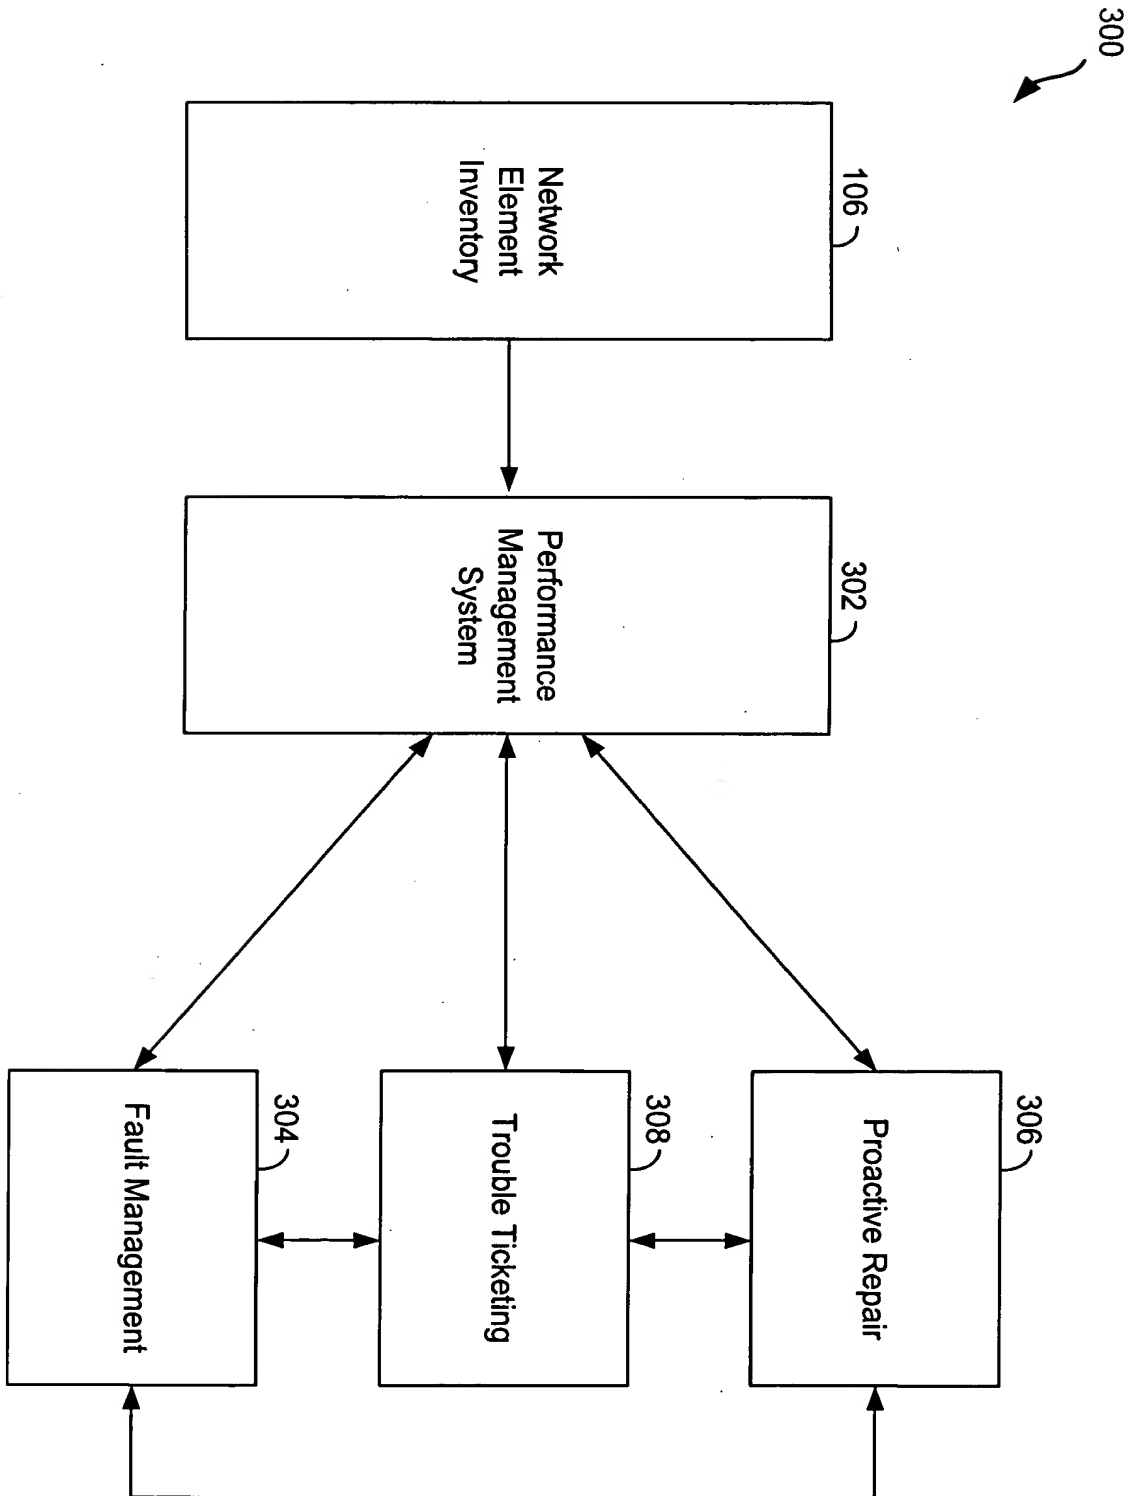 300
106
Network
Element
Inventory
302
Performance
Management
System
306
Proactive Repair
308
Trouble Ticketing
304
Fault Management